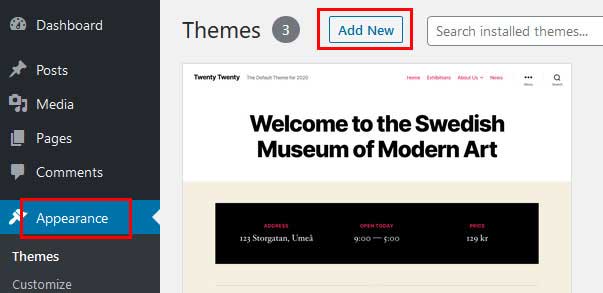 Dashboard
Posts
Media
Pages
Comments
Appearance
Themes
Customize
Themes 3 Add New Search installed themes...
Twenty Twenty The Default Theme for 2020 Home Exhibitions About Us News Menu Search
Welcome to the Swedish
Museum of Modern Art
ADDRESS OPEN TODAY PRICE
123 Storgatan, Umeå 9:00 — 5:00 129 kr